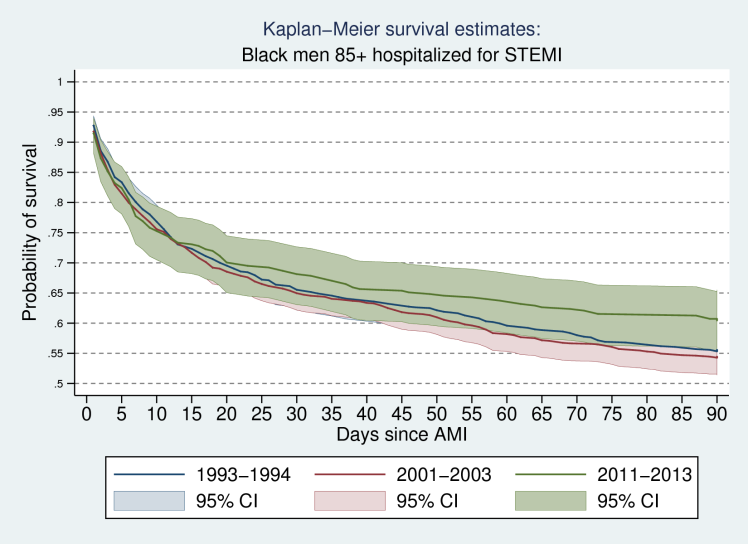 Kaplan−Meier survival estimates:
Black men 85+ hospitalized for STEMI
Probability of survival
1
.95
.9
.85
.8
.75
.7
.65
.6
.55
.5
0 5 10 15 20 25 30 35 40 45 50 55 60 65 70 75 80 85 90
Days since AMI
1993−1994 2001−2003 2011−2013
95% CI 95% CI 95% CI